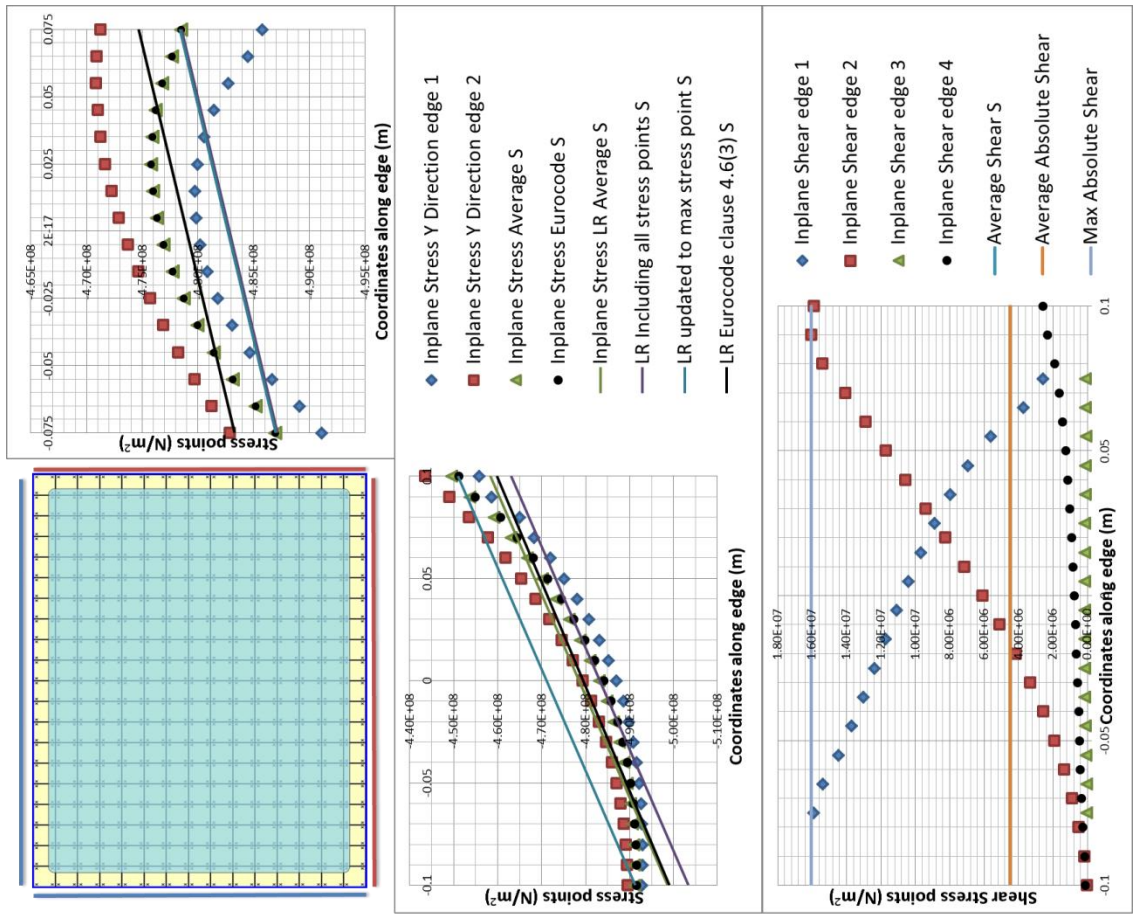 Stress points (N/m²)
-4.65E+08
-4.70E+08
-4.75E+08
-4.80E+08
-4.85E+08
-4.90E+08
-4.95E+08
-0.075
-0.05
-0.025
2E-17
0.025
0.05
0.075
Coordinates along edge (m)
Stress points (N/m²)
-4.40E+08
-4.50E+08
-4.60E+08
-4.70E+08
-4.80E+08
-4.90E+08
-5.00E+08
-5.10E+08
-0.1
-0.05
0
0.05
0.1
Coordinates along edge (m)
Inplane Stress Y Direction edge 1
Inplane Stress Y Direction edge 2
Inplane Stress Average S
Inplane Stress Eurocode S
Inplane Stress LR Average S
LR Including all stress points S
LR updated to max stress point S
LR Eurocode clause 4.6(3) S
Shear Stress points (N/m²)
1.80E+07
1.60E+07
1.40E+07
1.20E+07
1.00E+07
8.00E+06
6.00E+06
4.00E+06
2.00E+06
0.00E+00
-0.1
-0.05
0
0.05
0.1
Coordinates along edge (m)
Inplane Shear edge 1
Inplane Shear edge 2
Inplane Shear edge 3
Inplane Shear edge 4
Average Shear S
Average Absolute Shear
Max Absolute Shear